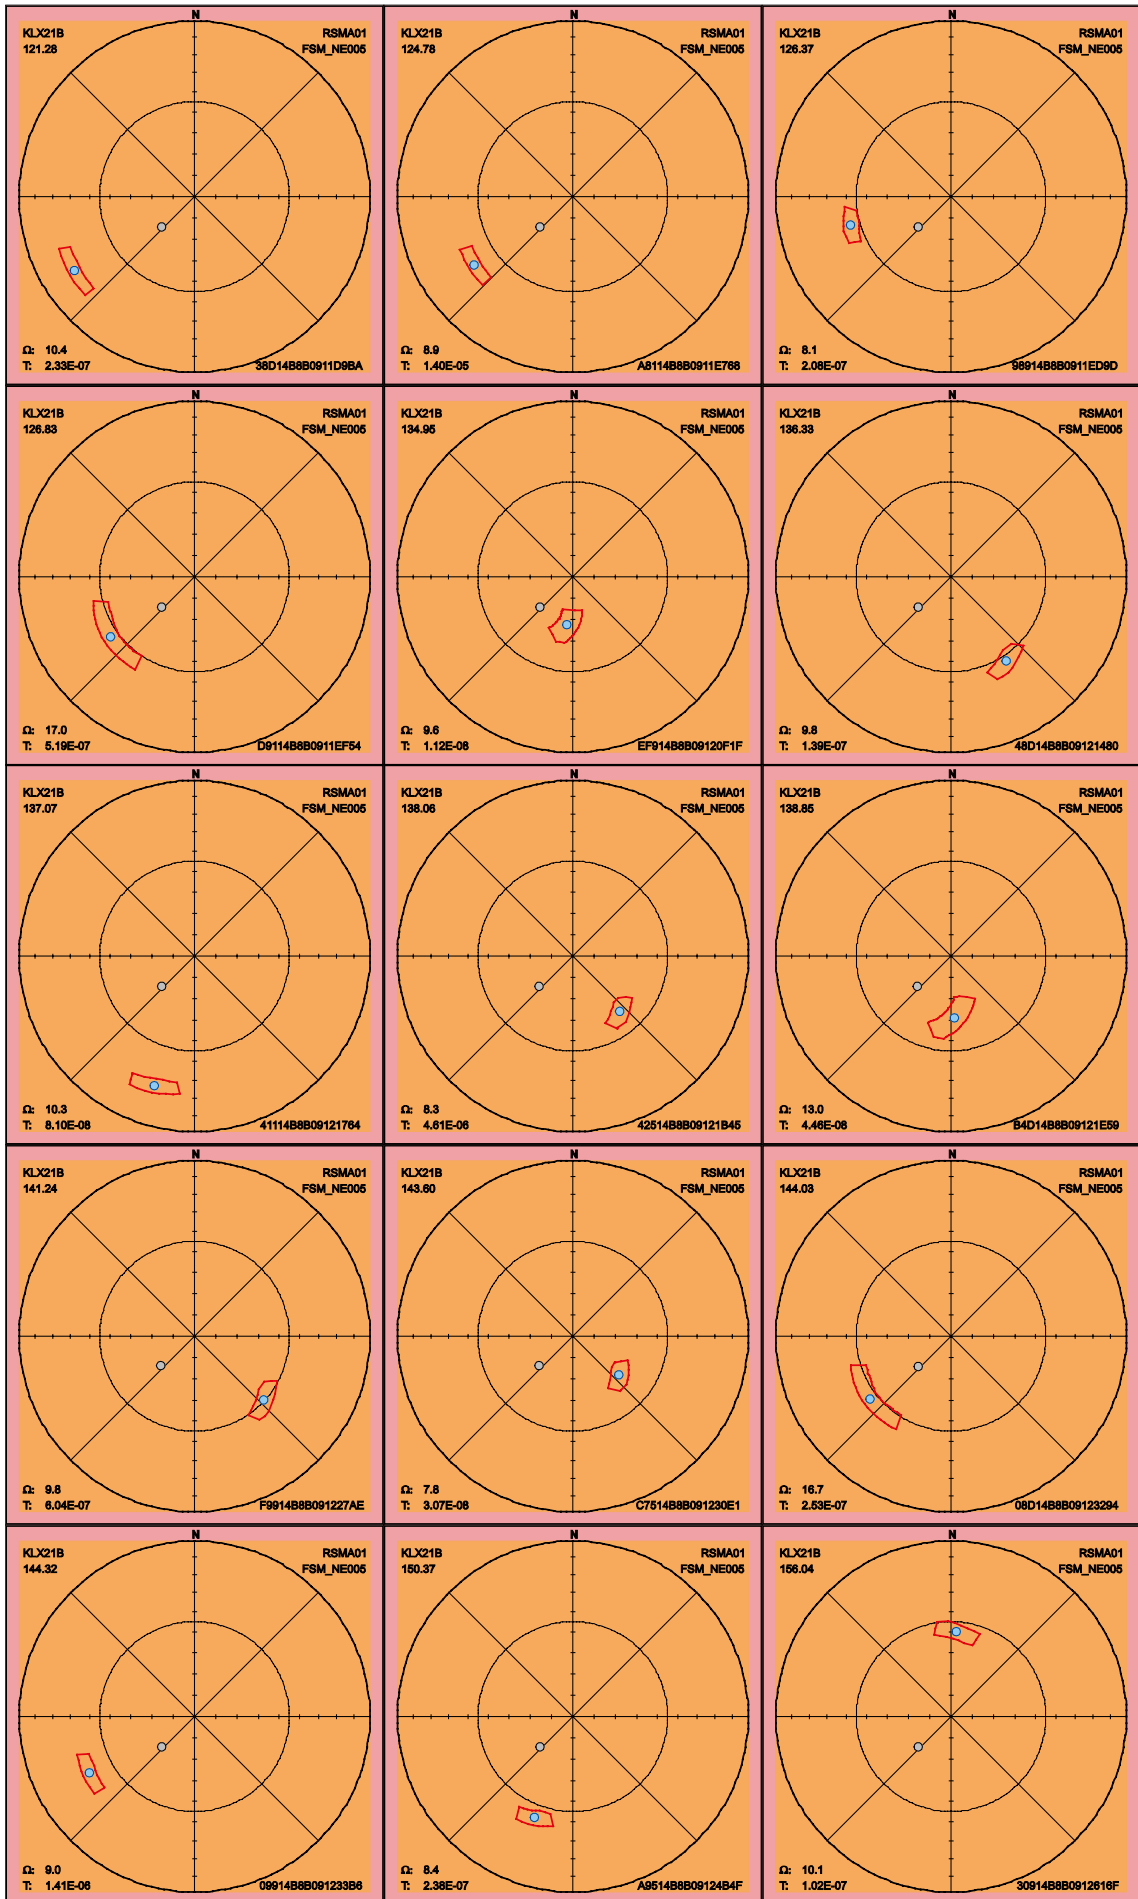 N
KLX21B RSMA01
121.28 FSM_NE005
Ω: 10.4
T: 2.33E-07 38D14B8B0911D9BA
N
KLX21B RSMA01
124.78 FSM_NE005
Ω: 8.9
T: 1.40E-05 A8114B8B0911E768
N
KLX21B RSMA01
126.37 FSM_NE005
Ω: 8.1
T: 2.08E-07 98914B8B0911ED9D
N
KLX21B RSMA01
126.83 FSM_NE005
Ω: 17.0
T: 5.19E-07 D9114B8B0911EF54
N
KLX21B RSMA01
134.95 FSM_NE005
Ω: 9.6
T: 1.12E-08 EF914B8B09120F1F
N
KLX21B RSMA01
136.33 FSM_NE005
Ω: 9.8
T: 1.39E-07 48D14B8B09121480
N
KLX21B RSMA01
137.07 FSM_NE005
Ω: 10.3
T: 8.10E-08 41114B8B09121764
N
KLX21B RSMA01
138.06 FSM_NE005
Ω: 8.3
T: 4.61E-06 42514B8B09121B45
N
KLX21B RSMA01
138.85 FSM_NE005
Ω: 13.0
T: 4.46E-08 B4D14B8B09121E59
N
KLX21B RSMA01
141.24 FSM_NE005
Ω: 9.8
T: 6.04E-07 F9914B8B091227AE
N
KLX21B RSMA01
143.60 FSM_NE005
Ω: 7.8
T: 3.07E-08 C7514B8B091230E1
N
KLX21B RSMA01
144.03 FSM_NE005
Ω: 16.7
T: 2.53E-07 08D14B8B09123294
N
KLX21B RSMA01
144.32 FSM_NE005
Ω: 9.0
T: 1.41E-06 09914B8B091233B6
N
KLX21B RSMA01
150.37 FSM_NE005
Ω: 8.4
T: 2.38E-07 A9514B8B09124B4F
N
KLX21B RSMA01
156.04 FSM_NE005
Ω: 10.1
T: 1.02E-07 30914B8B0912616F